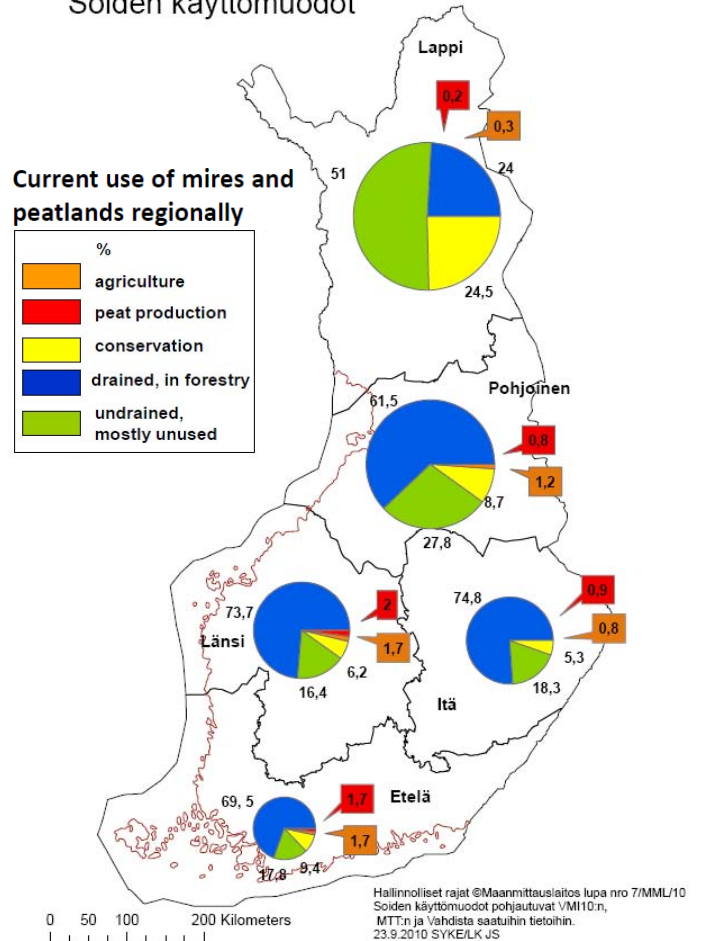 Soiden käyttömuodot
Lappi
0,2
0,3
51
24
24,5
Current use of mires and
peatlands regionally
%
agriculture
peat production
conservation
drained, in forestry
undrained,
mostly unused
Pohjoinen
61,5
0,8
1,2
8,7
27,8
73,7
2
1,7
Länsi
6,2
16,4
74,8
0,9
0,8
5,3
18,3
Itä
69, 5
1,7
Etelä
1,7
9,4
17,8
0 50 100 200 Kilometers
Hallinnolliset rajat ©Maanmittauslaitos lupa nro 7/MML/10
Soiden käyttömuodot pohjautuvat VMI10:n,
MTT:n ja Vahdista saatuihin tietoihin.
23.9.2010 SYKE/LK JS